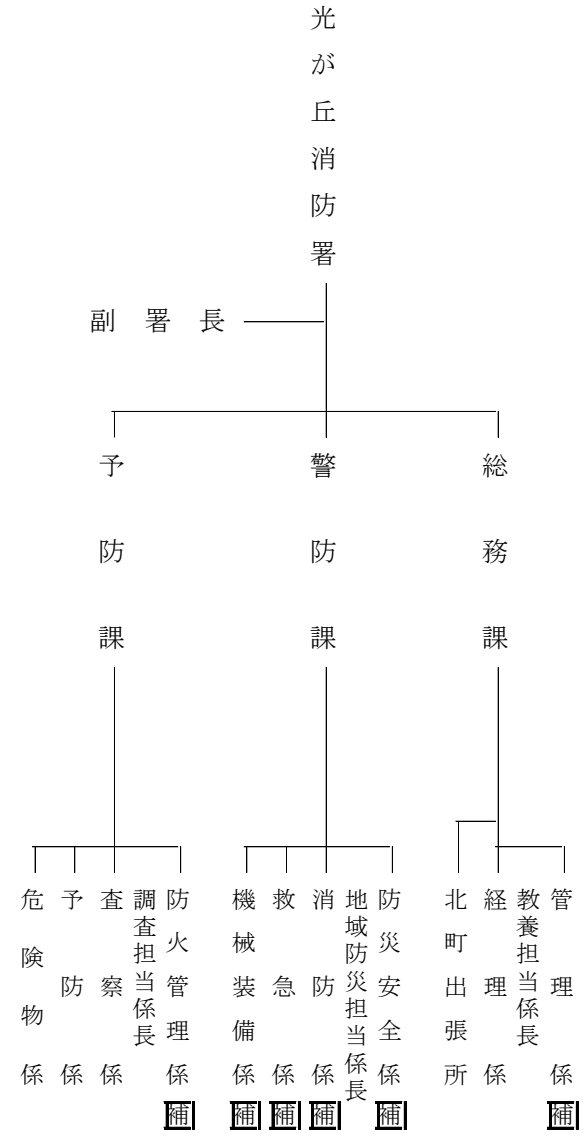 光が丘消防署
副署長
総務課
警防課
予防課
管理係補
教養担当係長
経理係
北町出張所
防災安全係補
地域防災担当係長
消防係補
救急係補
機械装備係補
防火管理係補
調査担当係長
査察係
予防係
危険物係